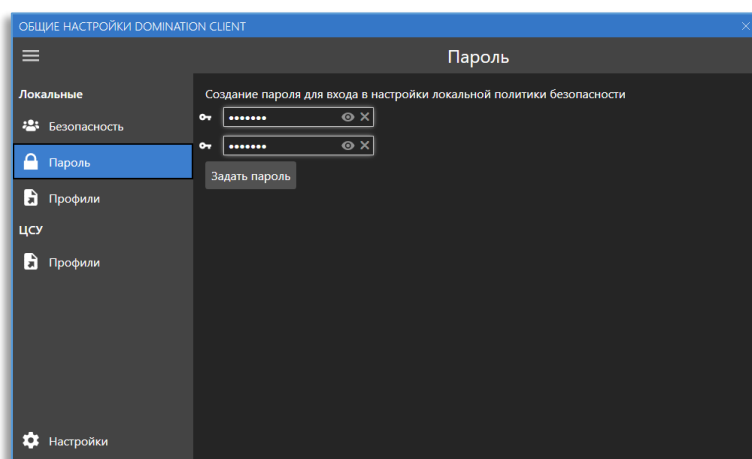 ОБЩИЕ НАСТРОЙКИ DOMINATION CLIENT
Пароль
Локальные
Безопасность
Пароль
Профили
ЦСУ
Профили
Настройки
Создание пароля для входа в настройки локальной политики безопасности
•••••••
•••••••
Задать пароль